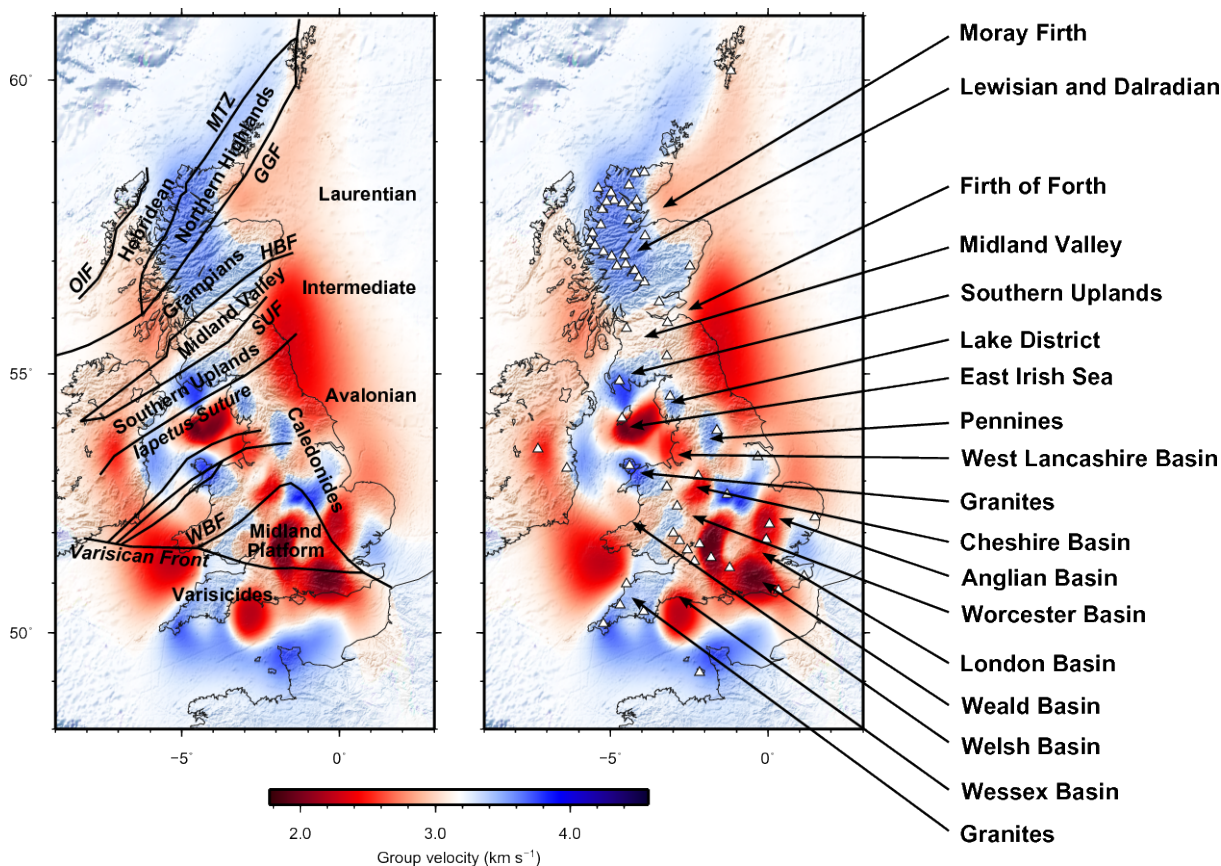 60°
55°
50°
MTZ
Northern Highlands
GGF
Hebridean
OIF
Laurentian
HBF
Grampians
Intermediate
Midland Valley
SUF
Southern Uplands
Avalonian
Iapetus Suture
Caledonides
WBF
Midland
Platform
Varisican Front
Varisicides
−5°
0°
−5°
0°
Moray Firth
Lewisian and Dalradian
Firth of Forth
Midland Valley
Southern Uplands
Lake District
East Irish Sea
Pennines
West Lancashire Basin
Granites
Cheshire Basin
Anglian Basin
Worcester Basin
London Basin
Weald Basin
Welsh Basin
Wessex Basin
Granites
2.0 3.0 4.0
Group velocity (km s⁻¹)